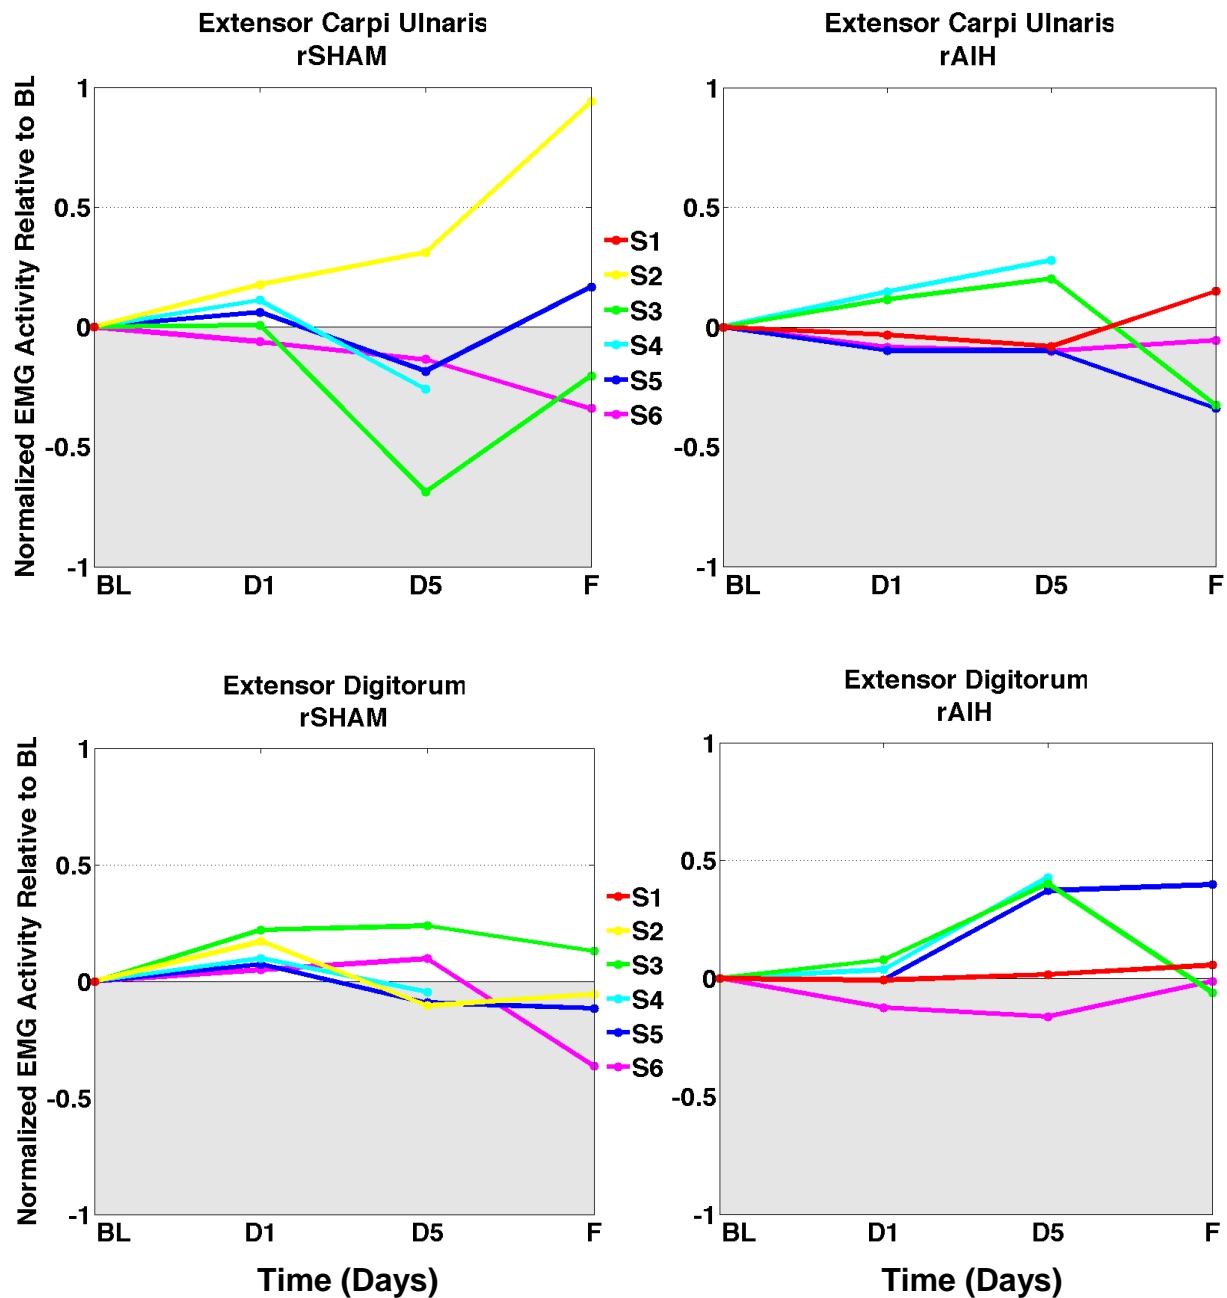 Extensor Carpi Ulnaris
rSHAM
Normalized EMG Activity Relative to BL
1
0.5
0
-0.5
-1
BL D1 D5 F
S1
S2
S3
S4
S5
S6
Extensor Carpi Ulnaris
rAIH
1
0.5
0
-0.5
-1
BL D1 D5 F
Extensor Digitorum
rSHAM
Normalized EMG Activity Relative to BL
1
0.5
0
-0.5
-1
BL D1 D5 F
Time (Days)
S1
S2
S3
S4
S5
S6
Extensor Digitorum
rAIH
1
0.5
0
-0.5
-1
BL D1 D5 F
Time (Days)